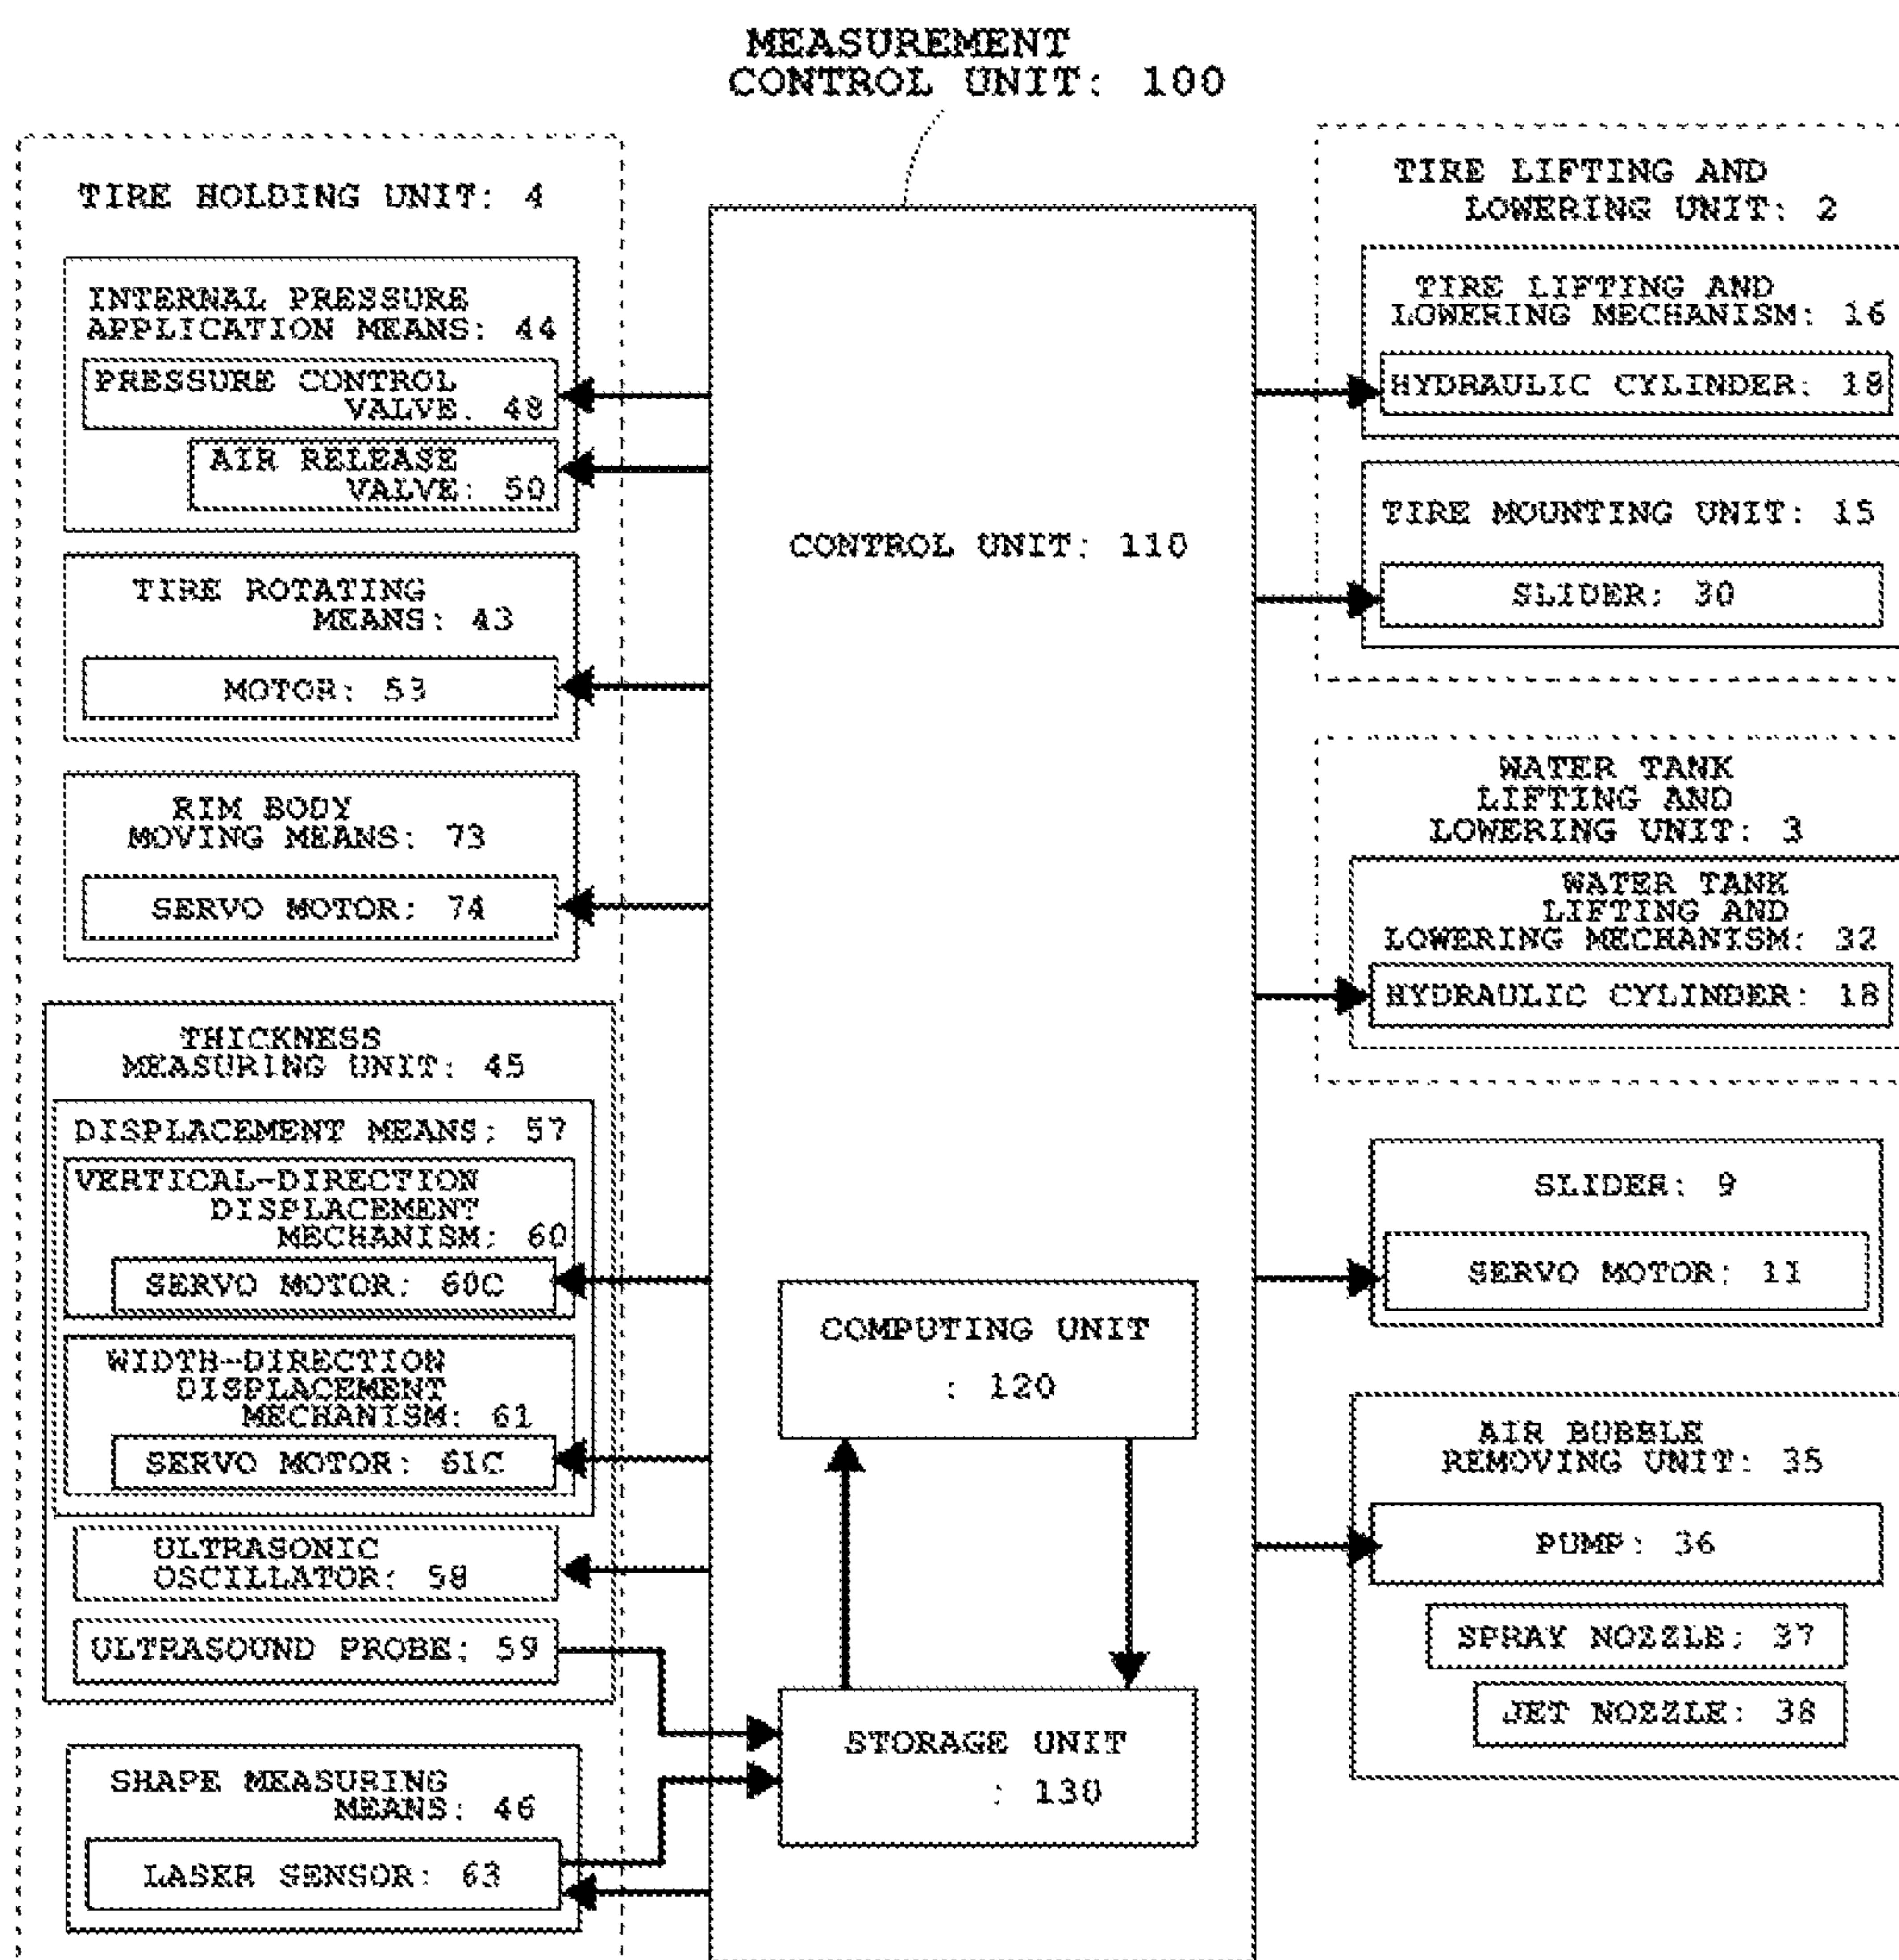 MEASUREMENT
CONTROL UNIT: 100
TIRE HOLDING UNIT: 4
INTERNAL PRESSURE
APPLICATION MEANS: 44
PRESSURE CONTROL
VALVE: 48
AIR RELEASE
VALVE: 50
TIRE ROTATING
MEANS: 43
MOTOR: 53
RIM BODY
MOVING MEANS: 73
SERVO MOTOR: 74
THICKNESS
MEASURING UNIT: 45
DISPLACEMENT MEANS: 57
VERTICAL-DIRECTION
DISPLACEMENT
MECHANISM: 60
SERVO MOTOR: 60C
WIDTH-DIRECTION
DISPLACEMENT
MECHANISM: 61
SERVO MOTOR: 61C
ULTRASONIC
OSCILLATOR: 58
ULTRASOUND PROBE: 59
SHAPE MEASURING
MEANS: 46
LASER SENSOR: 63
CONTROL UNIT: 110
COMPUTING UNIT
: 120
STORAGE UNIT
: 130
TIRE LIFTING AND
LOWERING UNIT: 2
TIRE LIFTING AND
LOWERING MECHANISM: 16
HYDRAULIC CYLINDER: 18
TIRE MOUNTING UNIT: 15
SLIDER: 30
WATER TANK
LIFTING AND
LOWERING UNIT: 3
WATER TANK
LIFTING AND
LOWERING MECHANISM: 32
HYDRAULIC CYLINDER: 18
SLIDER: 9
SERVO MOTOR: 11
AIR BUBBLE
REMOVING UNIT: 35
PUMP: 36
SPRAY NOZZLE: 37
JET NOZZLE: 38